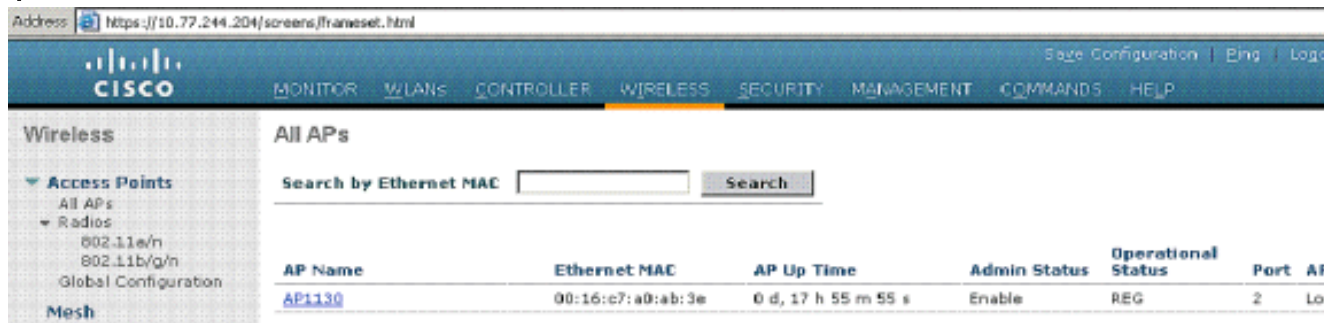 Address https://10.77.244.204/screens/frameset.html
Save Configuration | Ping | Logo
CISCO
MONITOR WLANs CONTROLLER WIRELESS SECURITY MANAGEMENT COMMANDS HELP
Wireless
Access Points
All APs
Radios
802.11a/n
802.11b/g/n
Global Configuration
Mesh
All APs
Search by Ethernet MAC Search
AP Name Ethernet MAC AP Up Time Admin Status Operational Status Port AP
AP1130 00:16:c7:a0:ab:3e 0 d, 17 h 55 m 55 s Enable REG 2 Lo